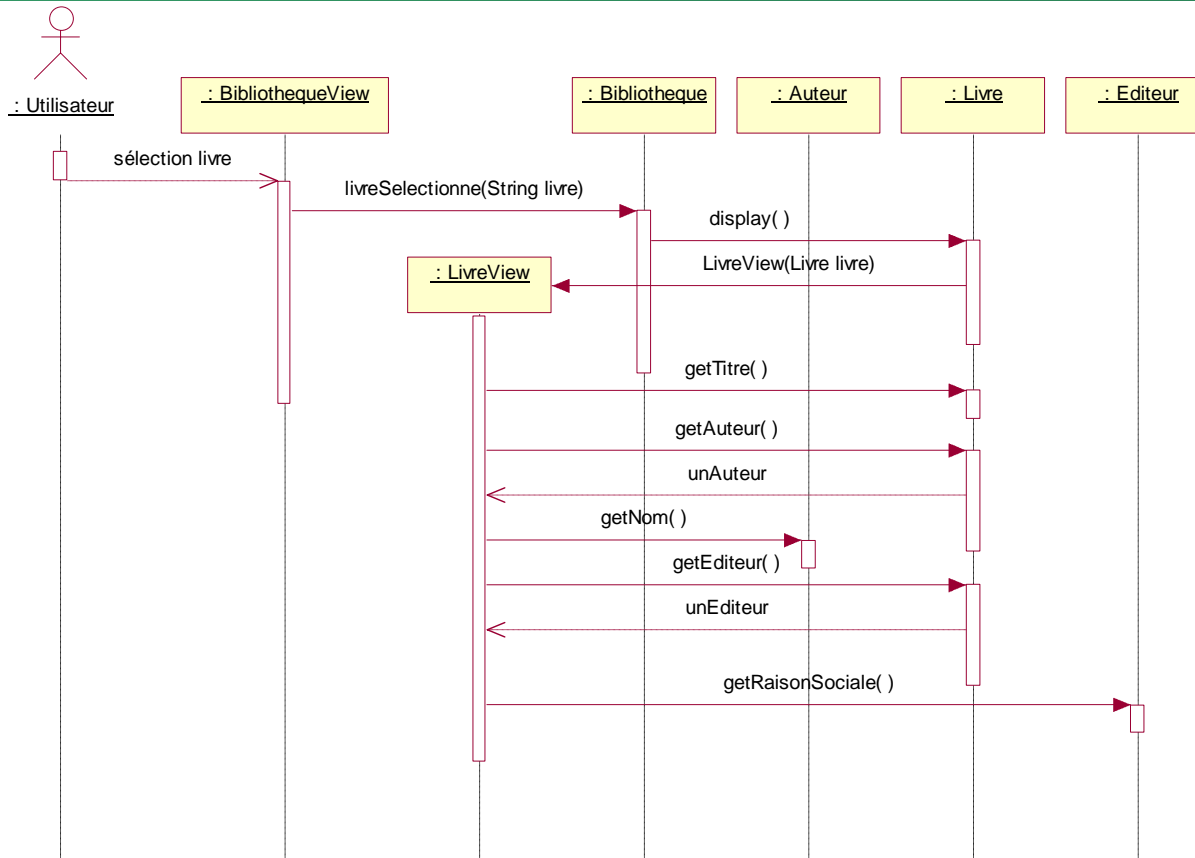 : Utilisateur
: BibliothequeView
: Bibliotheque
: Auteur
: Livre
: Editeur
sélection livre
livreSelectionne(String livre)
display( )
LivreView(Livre livre)
: LivreView
getTitre( )
getAuteur( )
unAuteur
getNom( )
getEditeur( )
unEditeur
getRaisonSociale( )